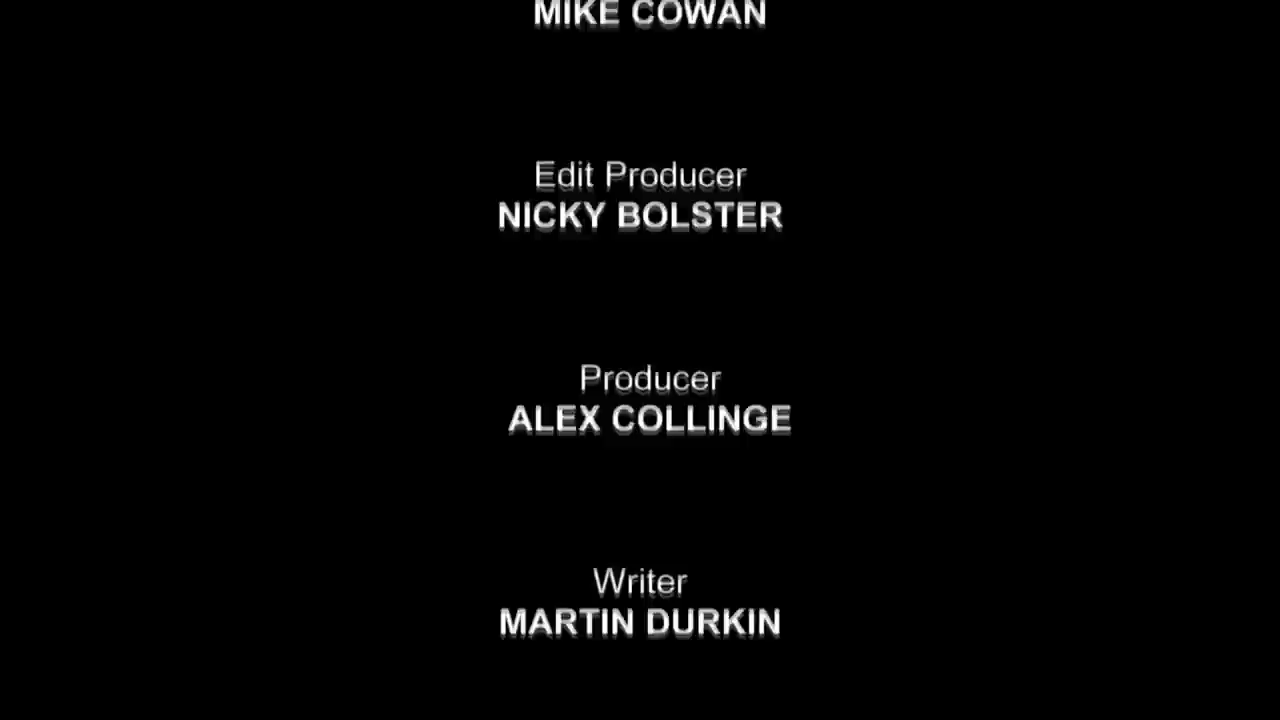 MIKE COWAN
Edit Producer
NICKY BOLSTER
Producer
ALEX COLLINGE
Writer
MARTIN DURKIN